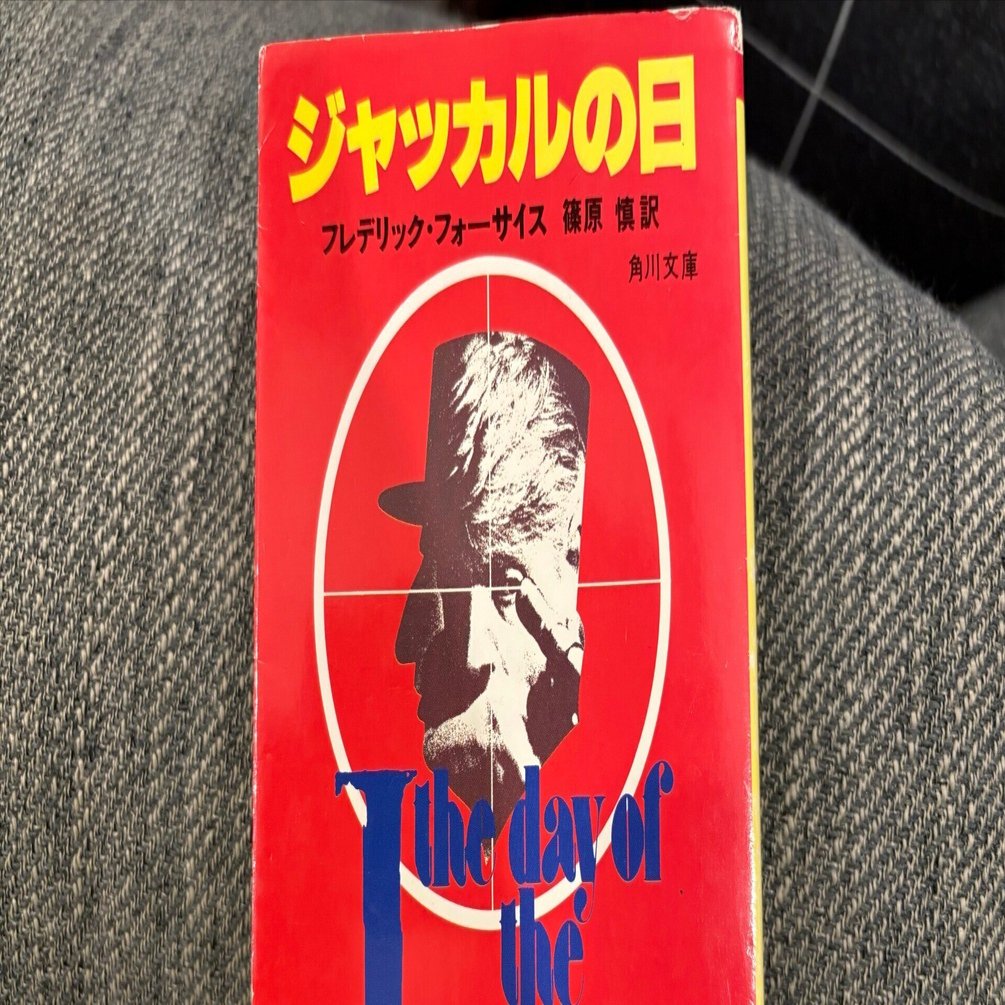 ジャッカルの日
フレデリック・フォーサイス 篠原 慎訳
角川文庫
the day of
the
J